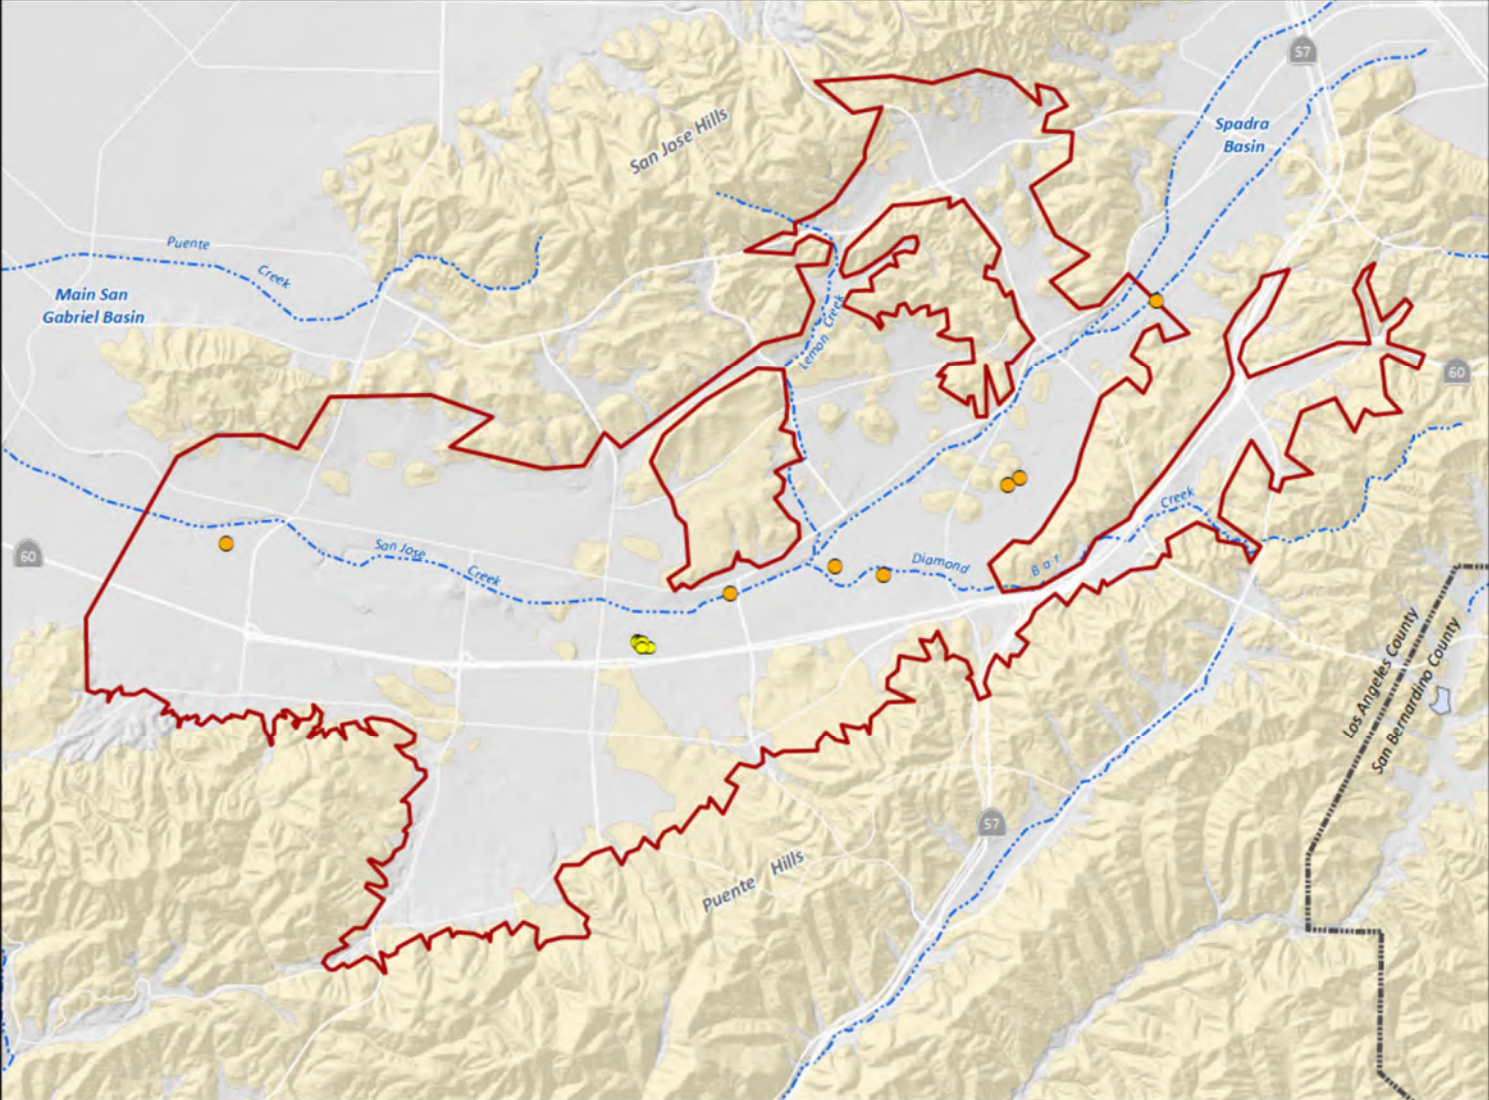 57
Spadra
Basin
San Jose Hills
Puente
Creek
Main San
Gabriel Basin
Lemon Creek
60
60
Creek
San Jose
Creek
Diamond
Bar
Los Angeles County
San Bernardino County
57
Puente Hills